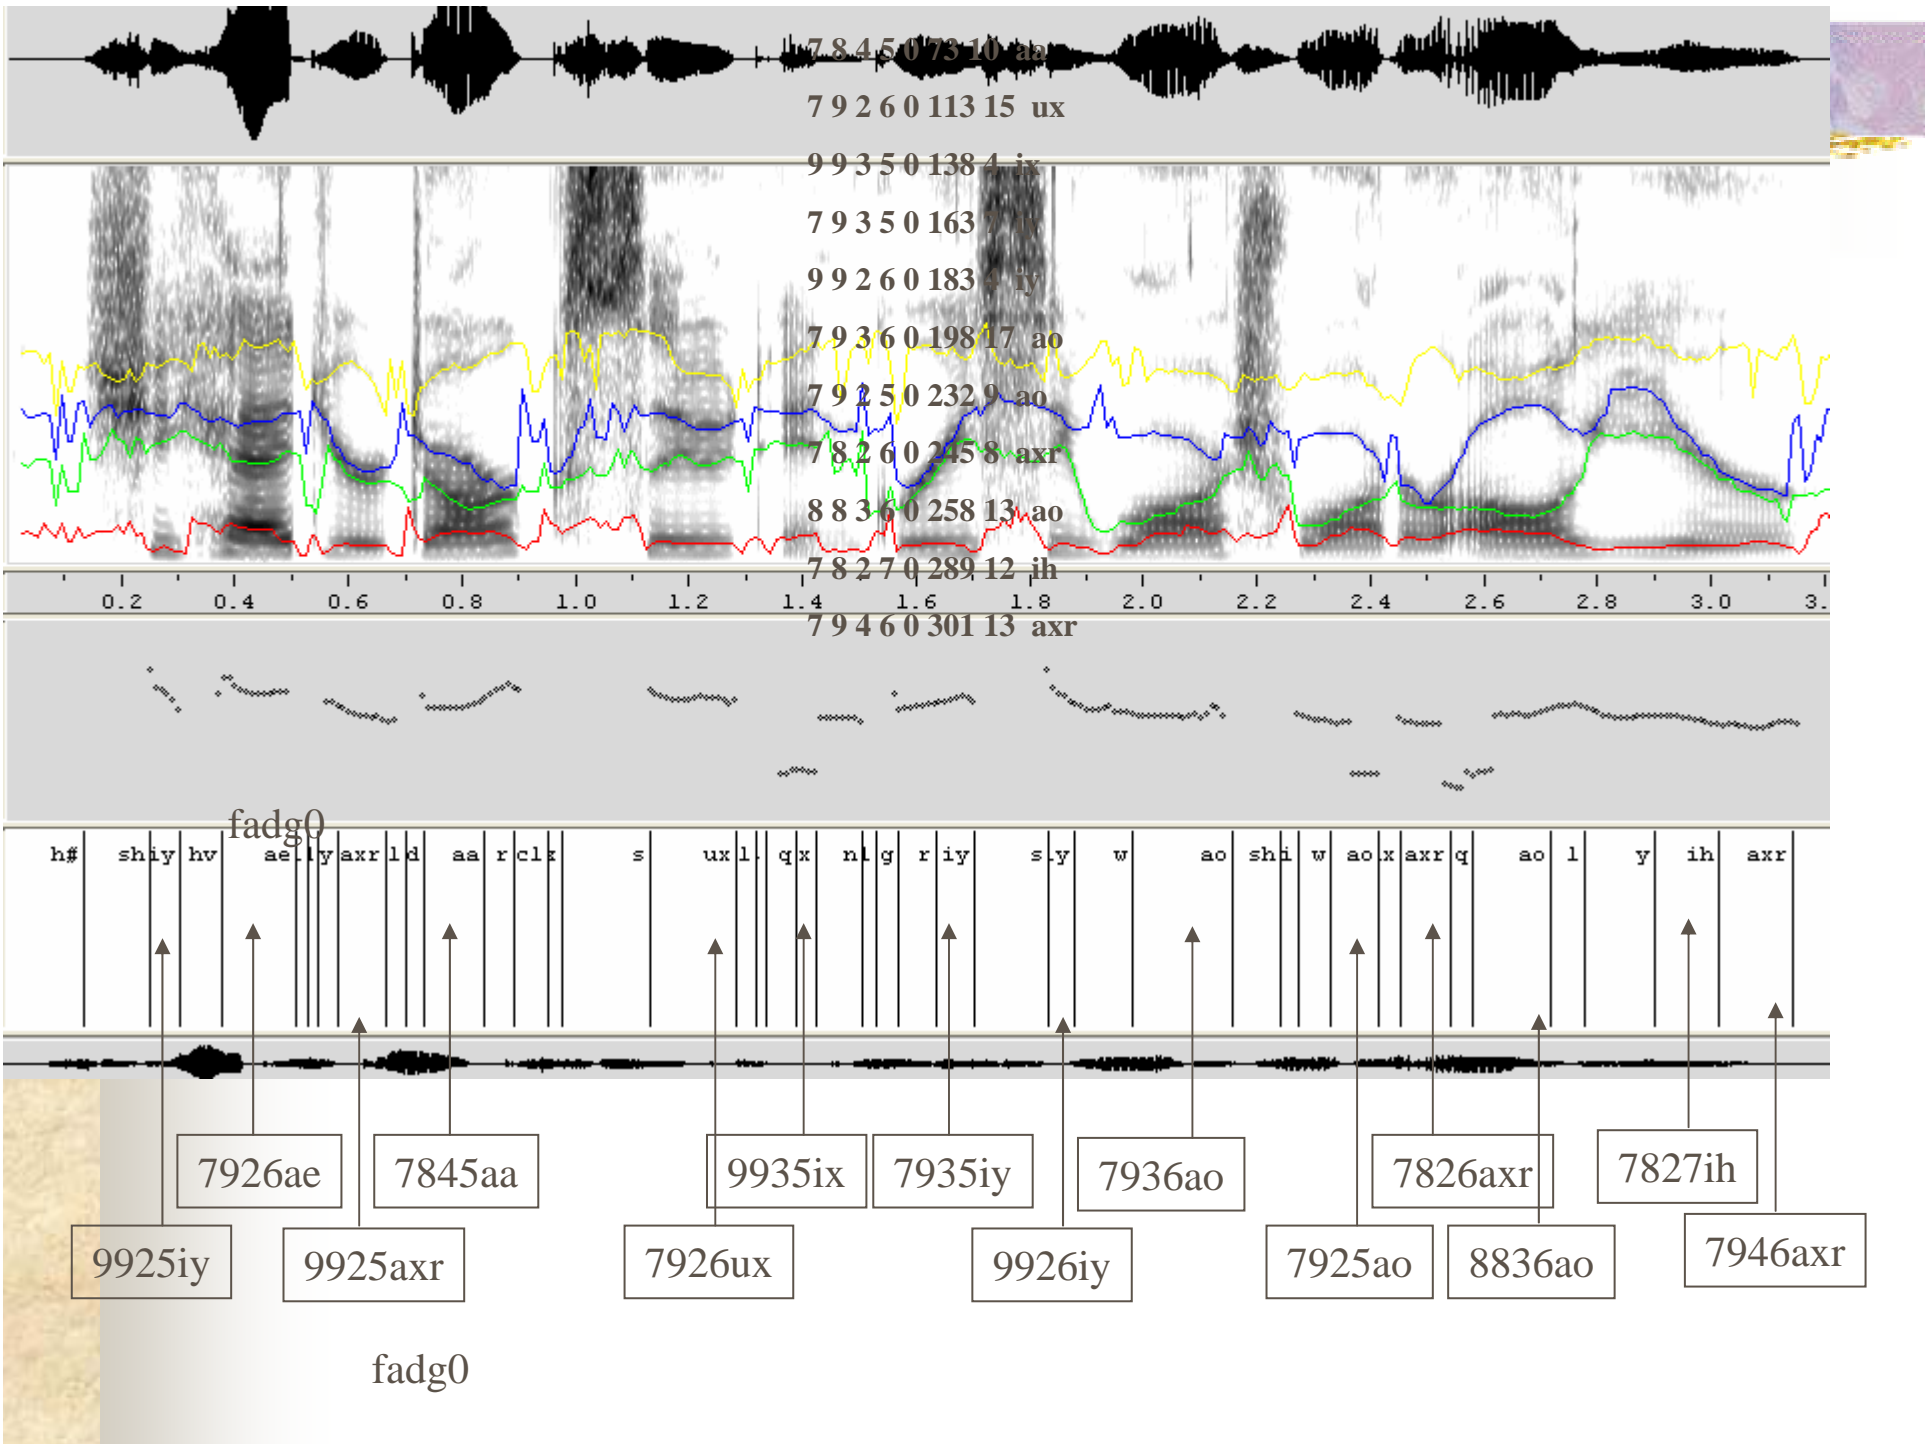 7 8 4 5 0 73 10 aa
7 9 2 6 0 113 15 ux
9 9 3 5 0 138 4 ix
7 9 3 5 0 163 7 iy
9 9 2 6 0 183 4 iy
7 9 3 6 0 198 17 ao
7 9 2 5 0 232 9 ao
7 8 2 6 0 245 8 axr
8 8 3 6 0 258 13 ao
7 8 2 7 0 289 12 ih
0.2 0.4 0.6 0.8 1.0 1.2 1.4 1.6 1.8 2.0 2.2 2.4 2.6 2.8 3.0 3.
7 9 4 6 0 301 13 axr
fadg0
h# sh iy hv ae y axr l d aa r cl s ux l q x n g r iy s y w ao sh i w ao x axr q ao l y ih axr
7926ae 7845aa 9935ix 7935iy 7936ao 7826axr 7827ih
9925iy 9925axr 7926ux 9926iy 7925ao 8836ao 7946axr
fadg0